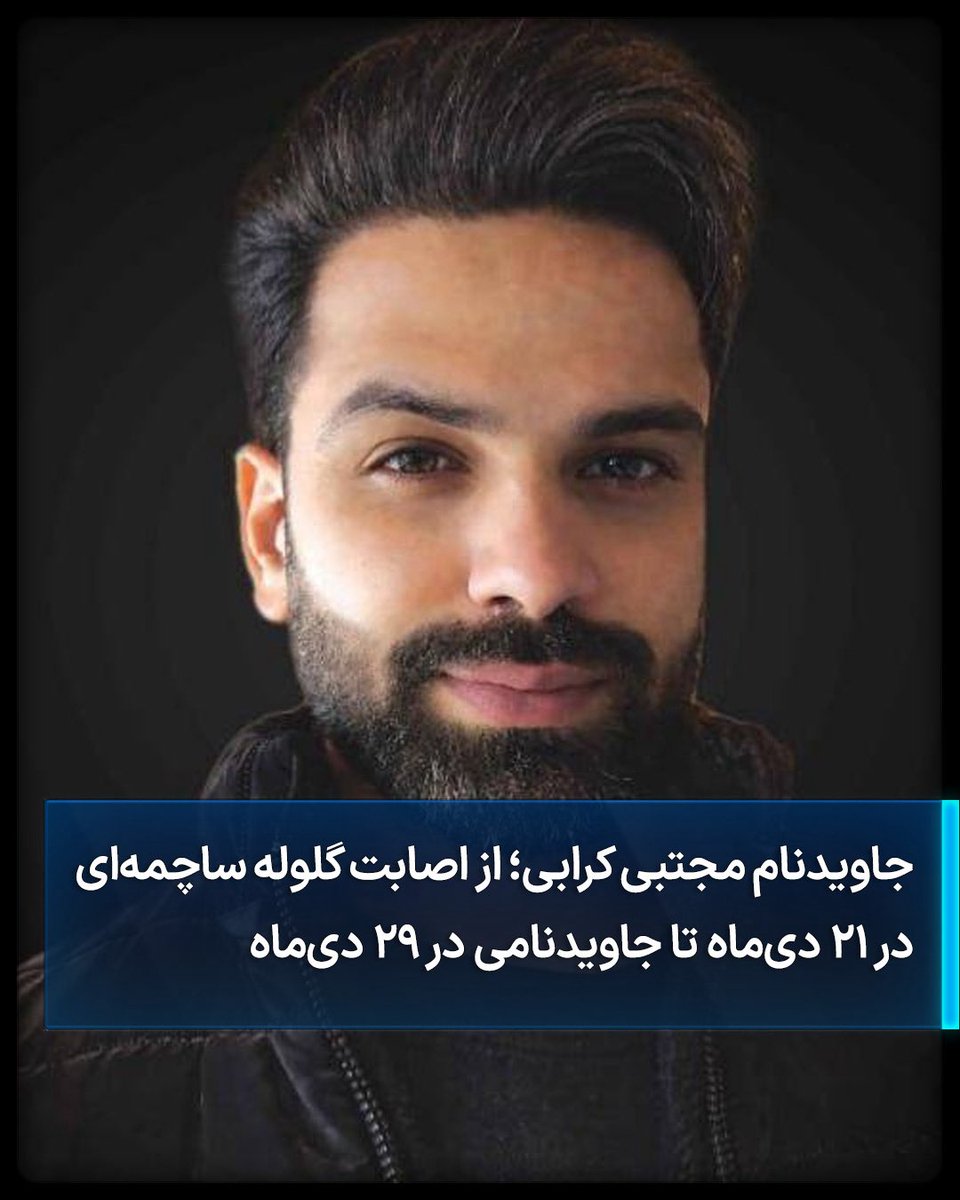 جاویدنام مجتبی کرابی؛ از اصابت گلوله ساچمه‌ای
در ۲۱ دی‌ماه تا جاویدنامی در ۲۹ دی‌ماه